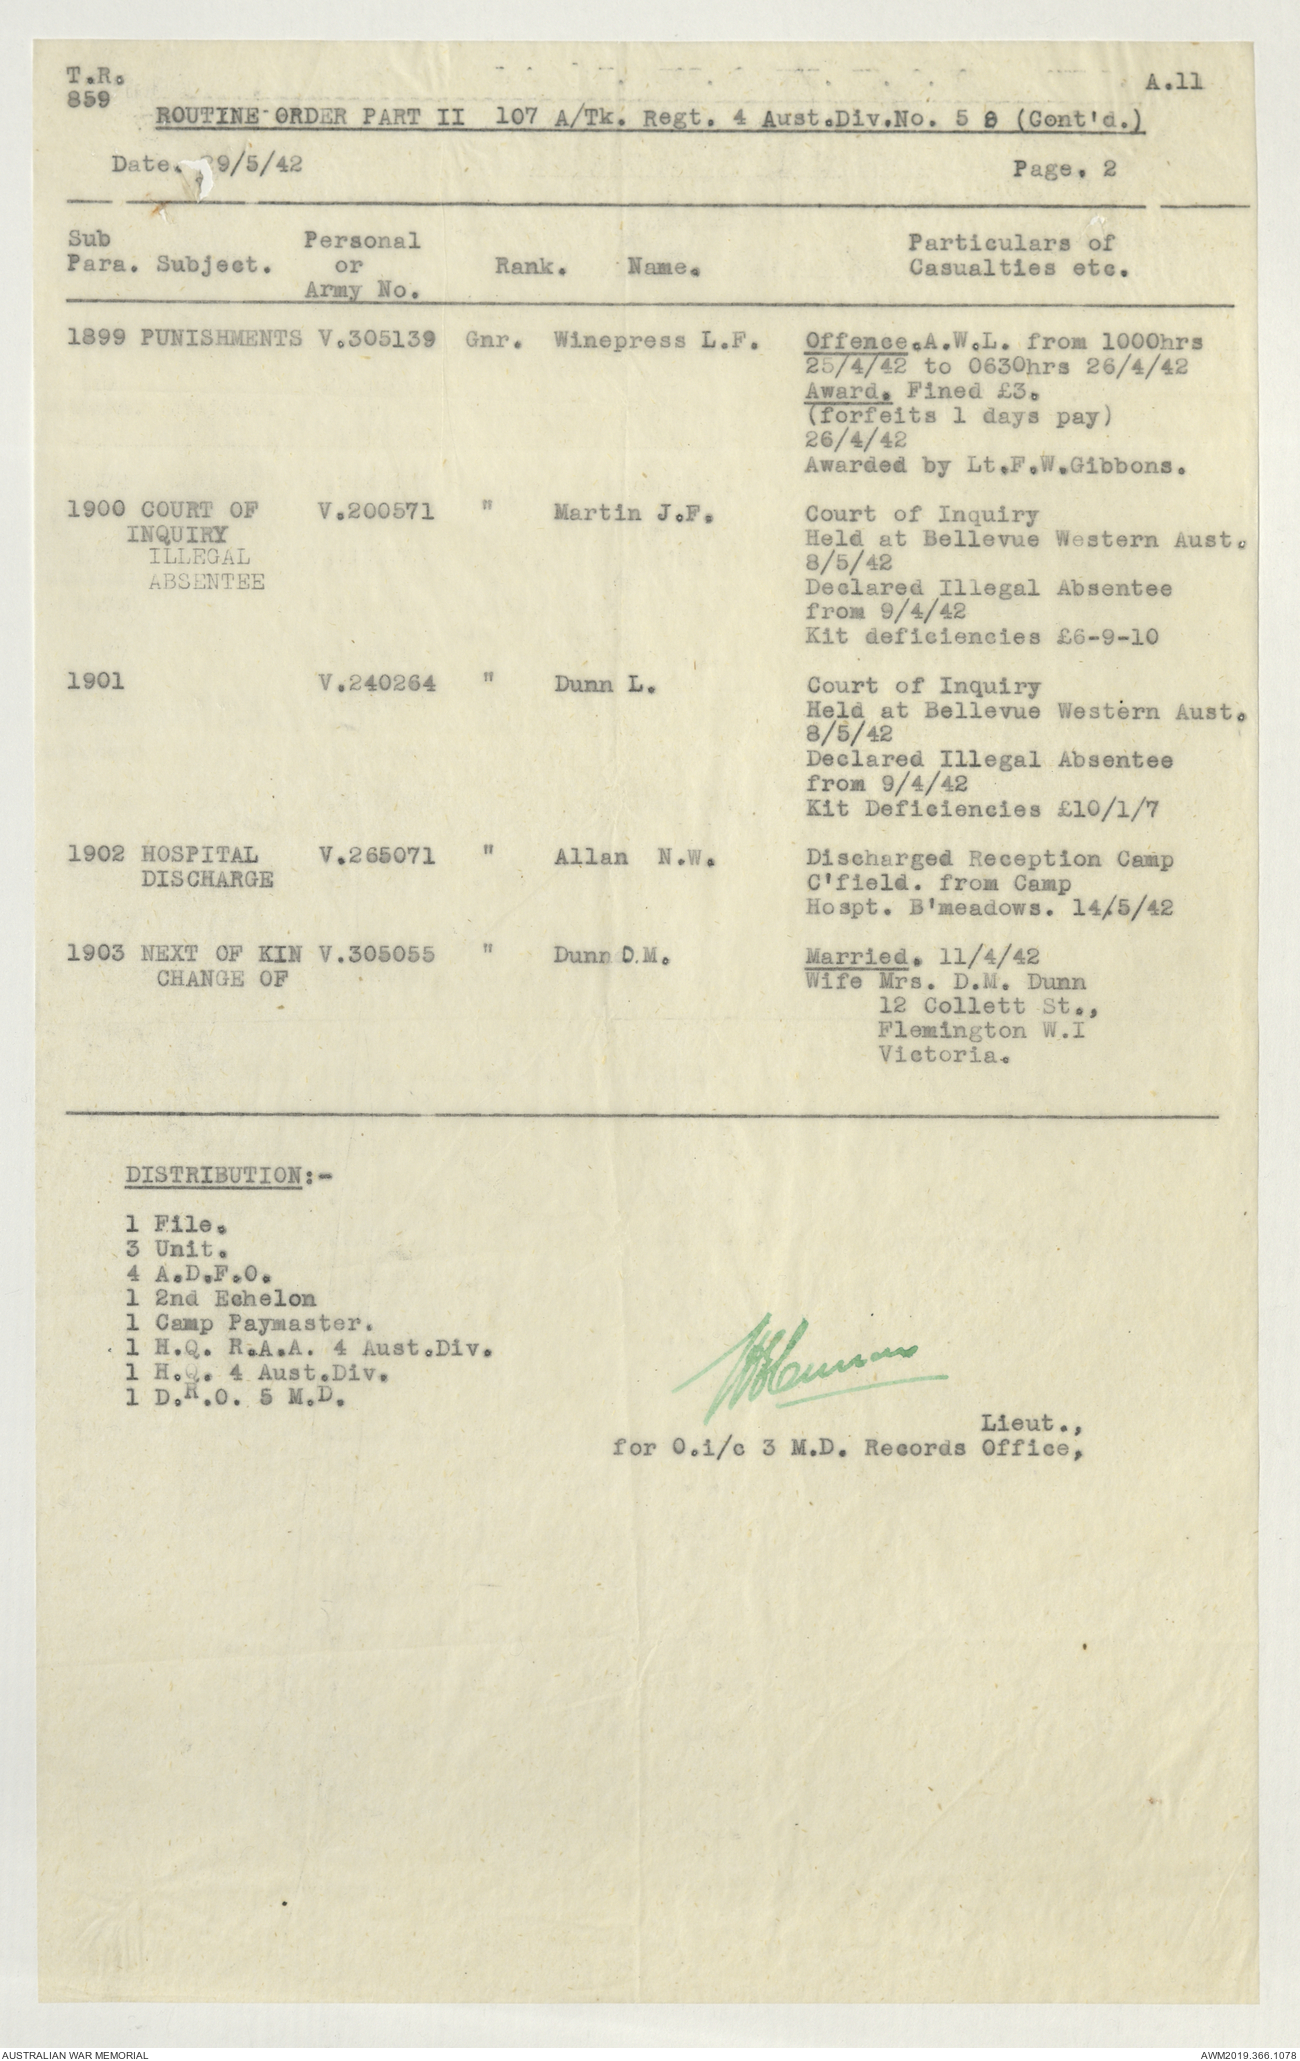 T.R.
859
A.11
ROUTINE ORDER PART II 107 A/Tk. Regt. 4 Aust.Div.No. 5 8 (Cont'd.)
Date. 9/5/42 Page. 2
Sub Personal Particulars of
Para. Subject. or Rank. Name. Casualties etc.
Army No.
1899 PUNISHMENTS V.305139 Gnr. Winepress L.F. Offence.A.W.L. from 1000hrs
25/4/42 to 0630hrs 26/4/42
Award. Fined £3.
(forfeits 1 days pay)
26/4/42
Awarded by Lt.F.W.Gibbons.
1900 COURT OF V.200571 " Martin J.F. Court of Inquiry
INQUIRY Held at Bellevue Western Aust.
ILLEGAL 8/5/42
ABSENTEE Declared Illegal Absentee
from 9/4/42
Kit deficiencies £6-9-10
1901 V.240264 " Dunn L. Court of Inquiry
Held at Bellevue Western Aust.
8/5/42
Declared Illegal Absentee
from 9/4/42
Kit Deficiencies £10/1/7
1902 HOSPITAL V.265071 " Allan N.W. Discharged Reception Camp
DISCHARGE C'field. from Camp
Hospt. B'meadows. 14/5/42
1903 NEXT OF KIN V.305055 " Dunn D.M. Married. 11/4/42
CHANGE OF Wife Mrs. D.M. Dunn
12 Collett St.,
Flemington W.I
Victoria.
DISTRIBUTION:-
1 File.
3 Unit.
4 A.D.F.O.
1 2nd Echelon
1 Camp Paymaster.
1 H.Q. R.A.A. 4 Aust.Div.
1 H.Q. 4 Aust.Div.
1 D.R.O. 5 M.D.
Lieut.,
for O.i/c 3 M.D. Records Office,
AUSTRALIAN WAR MEMORIAL AWM2019.366.1078